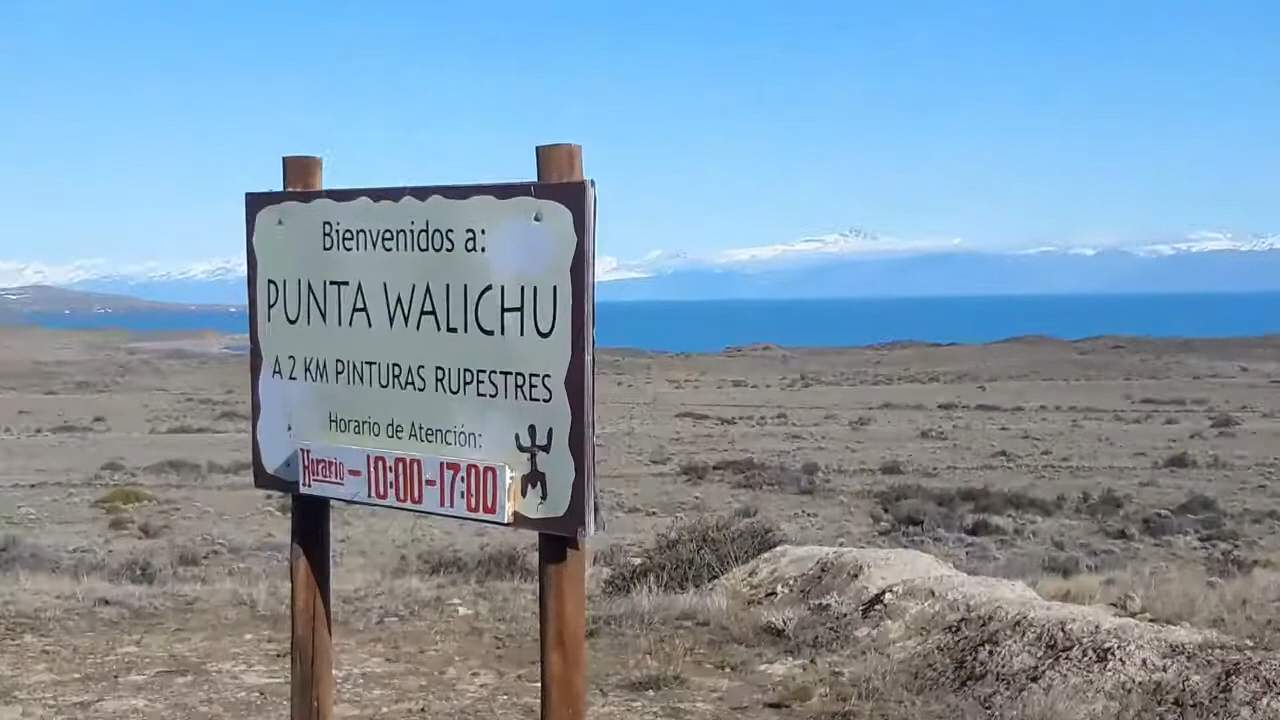 Bienvenidos a:
PUNTA WALICHU
A 2 KM PINTURAS RUPESTRES
Horario de Atención:
Horario - 10:00-17:00